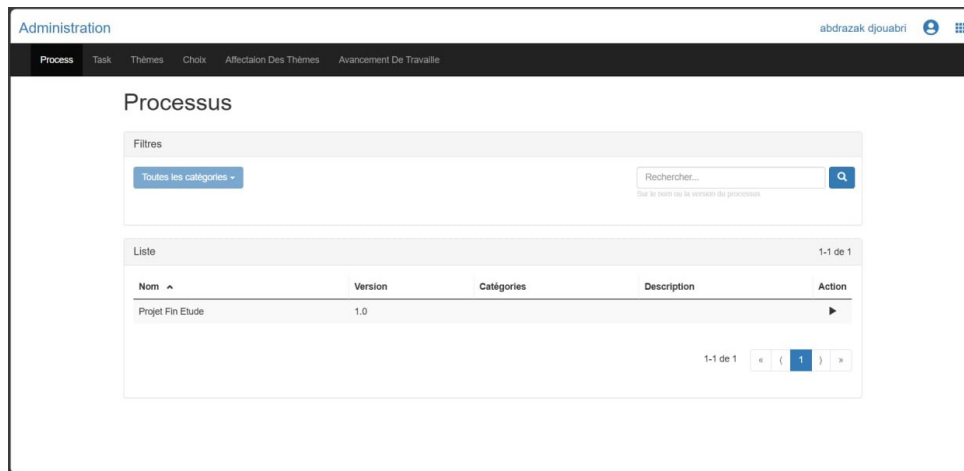 Administration abdrazak djouabri
Process Task Thèmes Choix Affectaion Des Thèmes Avancement De Travaille
Processus
Filtres
Toutes les catégories
Rechercher...
Sur le nom ou la version du processus
Liste 1-1 de 1
Nom Version Catégories Description Action
Projet Fin Etude 1.0
1-1 de 1 « ⟨ 1 ⟩ »